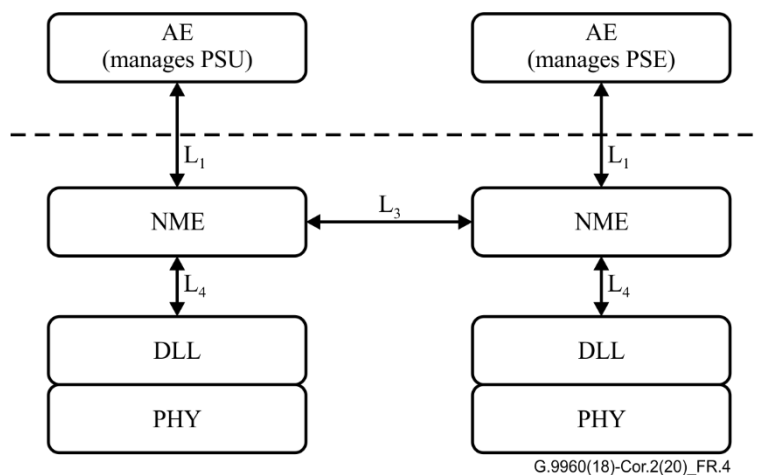 AE
(manages PSU)
AE
(manages PSE)
L₁
L₁
NME
L₃
NME
L₄
L₄
DLL
DLL
PHY
PHY
G.9960(18)-Cor.2(20)_FR.4